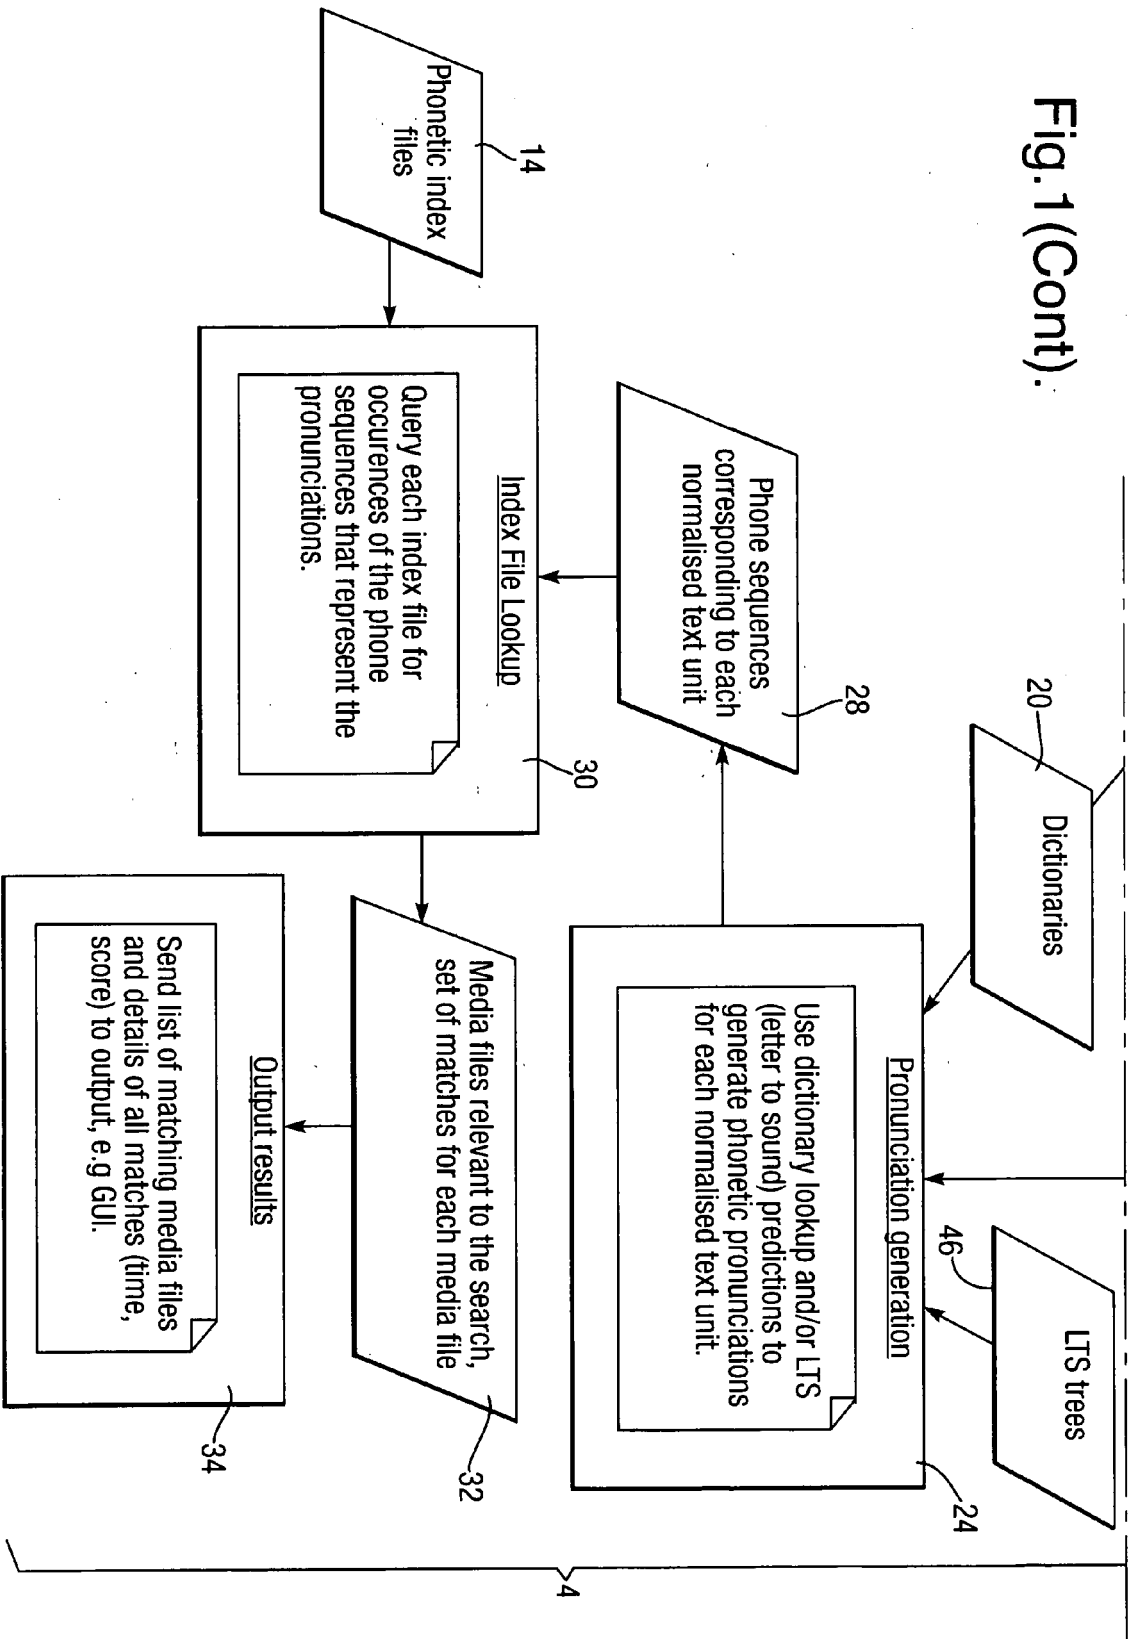 Fig.1(Cont).
20
Dictionaries
LTS trees
46
Pronunciation generation
Use dictionary lookup and/or LTS
(letter to sound) predictions to
generate phonetic pronunciations
for each normalised text unit.
24
28
Phone sequences
corresponding to each
normalised text unit
14
Phonetic index
files
Index File Lookup
Query each index file for
occurences of the phone
sequences that represent the
pronunciations.
30
Media files relevant to the search,
set of matches for each media file
32
Output results
Send list of matching media files
and details of all matches (time,
score) to output, e.g GUI.
34
4